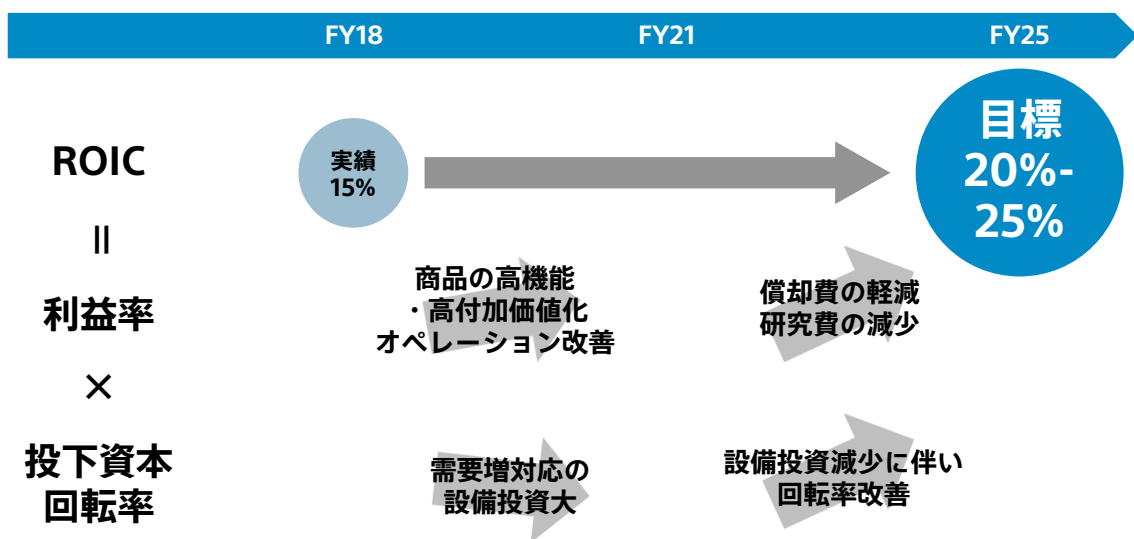 FY18 FY21 FY25
ROIC
実績
15%
目標
20%-
25%
=
利益率
商品の高機能
・高付加価値化
オペレーション改善
償却費の軽減
研究費の減少
×
投下資本
回転率
需要増対応の
設備投資大
設備投資減少に伴い
回転率改善